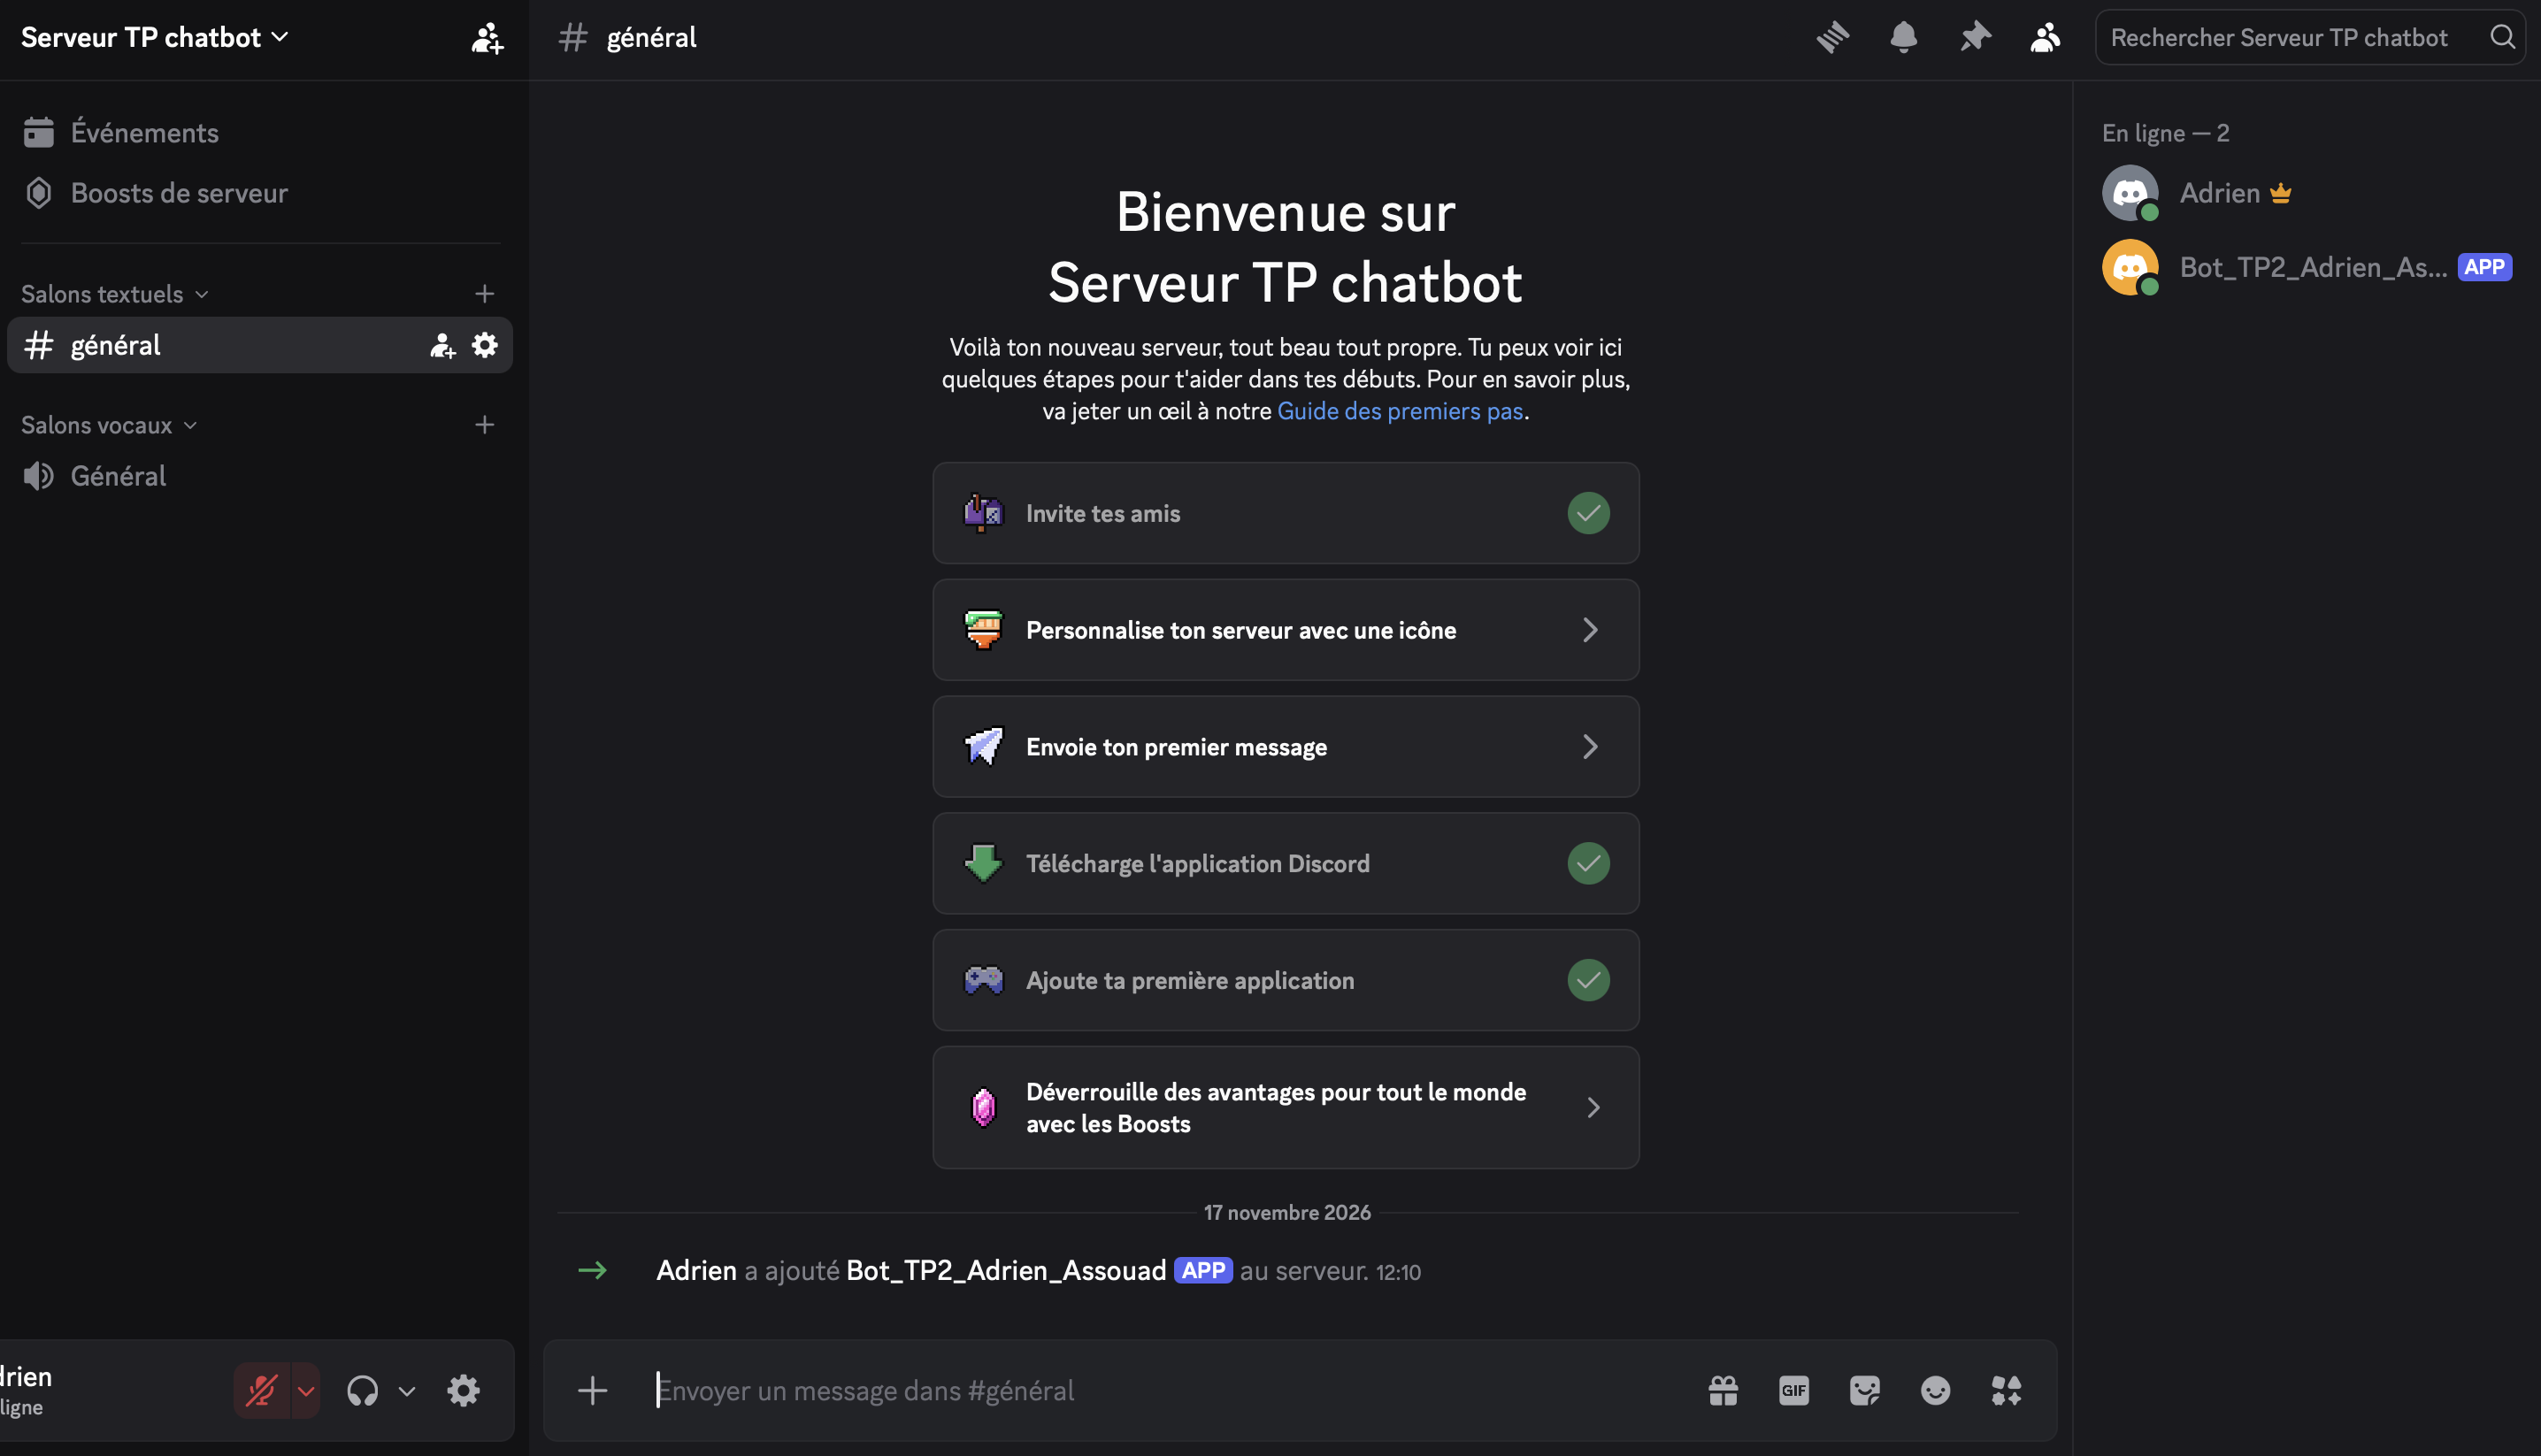 Serveur TP chatbot
Événements
Boosts de serveur
Salons textuels
général
Salons vocaux
Général
drien
ligne
général
Rechercher Serveur TP chatbot
Bienvenue sur
Serveur TP chatbot
Voilà ton nouveau serveur, tout beau tout propre. Tu peux voir ici
quelques étapes pour t'aider dans tes débuts. Pour en savoir plus,
va jeter un œil à notre Guide des premiers pas.
Invite tes amis
Personnalise ton serveur avec une icône
Envoie ton premier message
Télécharge l'application Discord
Ajoute ta première application
Déverrouille des avantages pour tout le monde
avec les Boosts
17 novembre 2026
Adrien a ajouté Bot_TP2_Adrien_Assouad APP au serveur. 12:10
Envoyer un message dans #général
GIF
En ligne — 2
Adrien
Bot_TP2_Adrien_As... APP